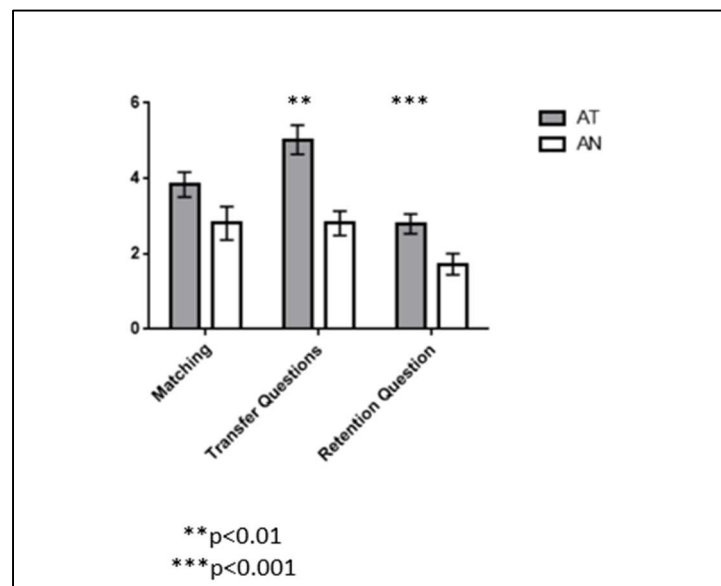 6
** ***
AT
AN
4
2
0
Matching
Transfer Questions
Retention Question
**p<0.01
***p<0.001